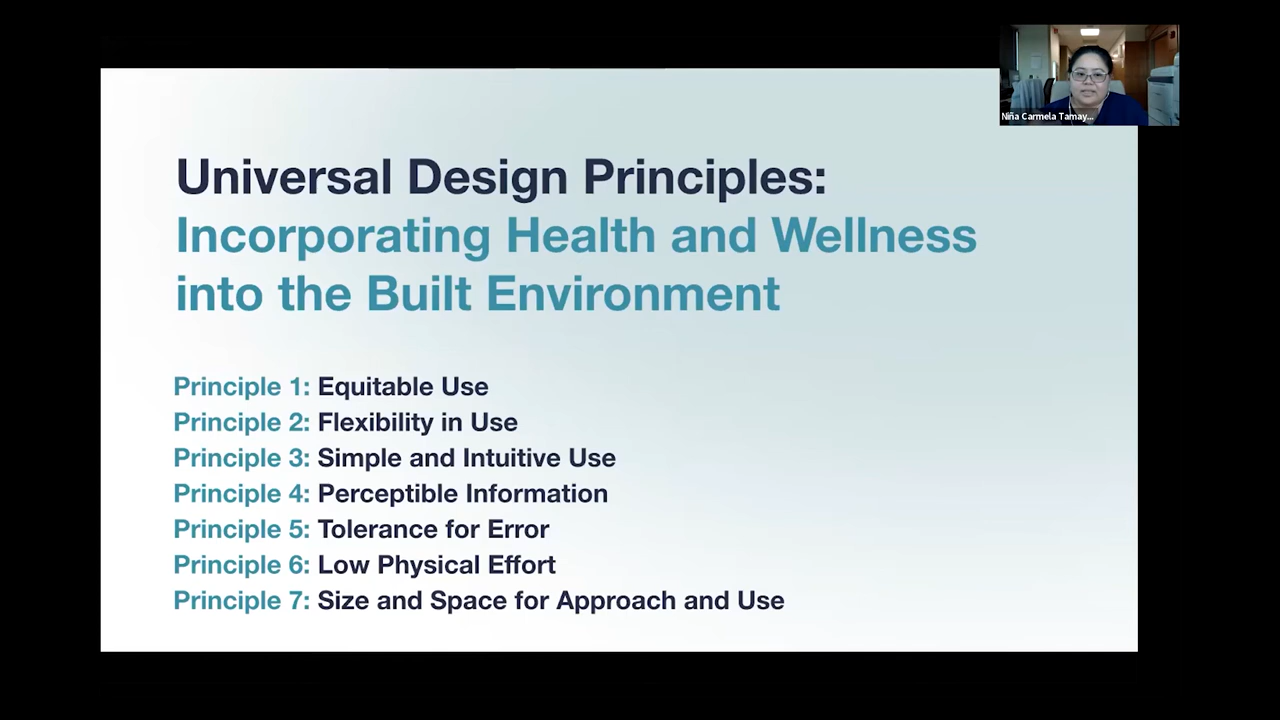 Niña Carmela Tamay...
Universal Design Principles:
Incorporating Health and Wellness
into the Built Environment
Principle 1: Equitable Use
Principle 2: Flexibility in Use
Principle 3: Simple and Intuitive Use
Principle 4: Perceptible Information
Principle 5: Tolerance for Error
Principle 6: Low Physical Effort
Principle 7: Size and Space for Approach and Use